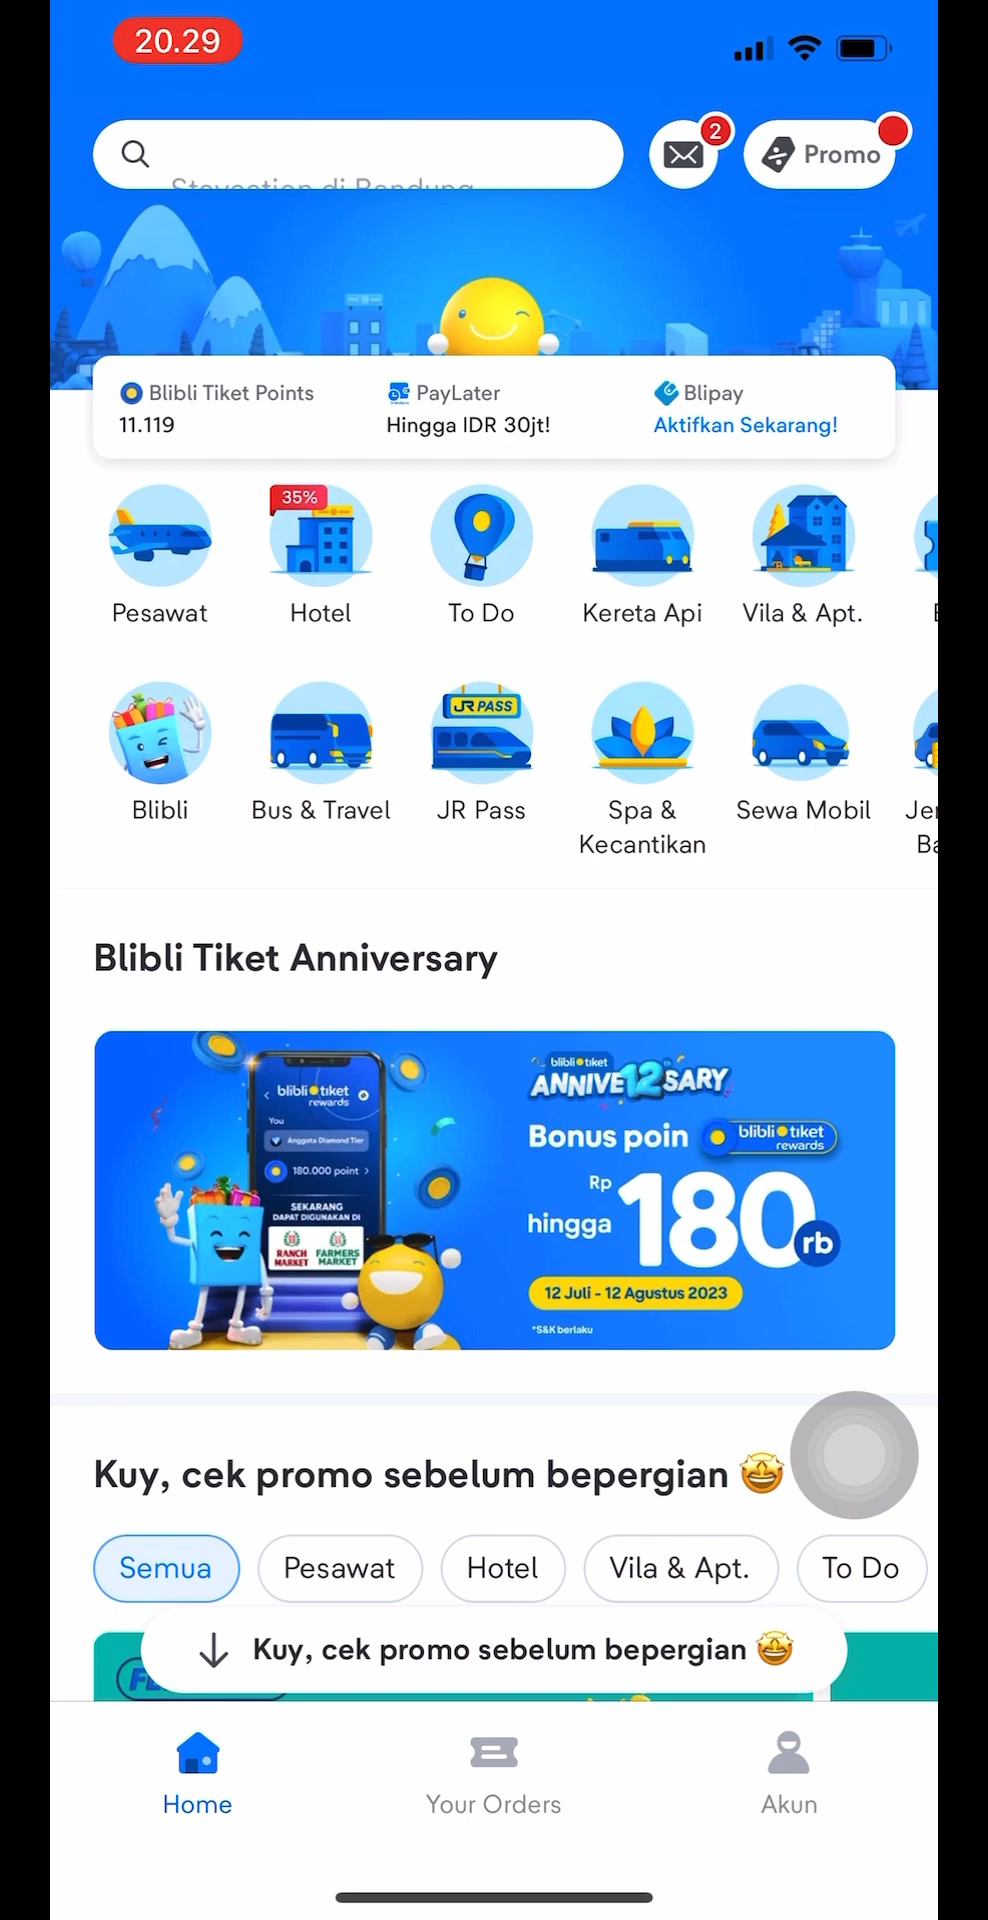 20.29
Staycation di Bandung
2
Promo
Blibli Tiket Points
11.119
PayLater
Hingga IDR 30jt!
Blipay
Aktifkan Sekarang!
35%
Pesawat
Hotel
To Do
Kereta Api
Vila & Apt.
JR PASS
Blibli
Bus & Travel
JR Pass
Spa &
Kecantikan
Sewa Mobil
Blibli Tiket Anniversary
blibli tiket
rewards
You
Anggota Diamond Tier
180.000 point
SEKARANG
DAPAT DIGUNAKAN DI
RANCH
MARKET
FARMERS
MARKET
blibli tiket
ANNIVE12SARY
Bonus poin blibli tiket rewards
hingga Rp 180 rb
12 Juli - 12 Agustus 2023
*S&K berlaku
Kuy, cek promo sebelum bepergian 🤩
Semua
Pesawat
Hotel
Vila & Apt.
To Do
Kuy, cek promo sebelum bepergian 🤩
Home
Your Orders
Akun